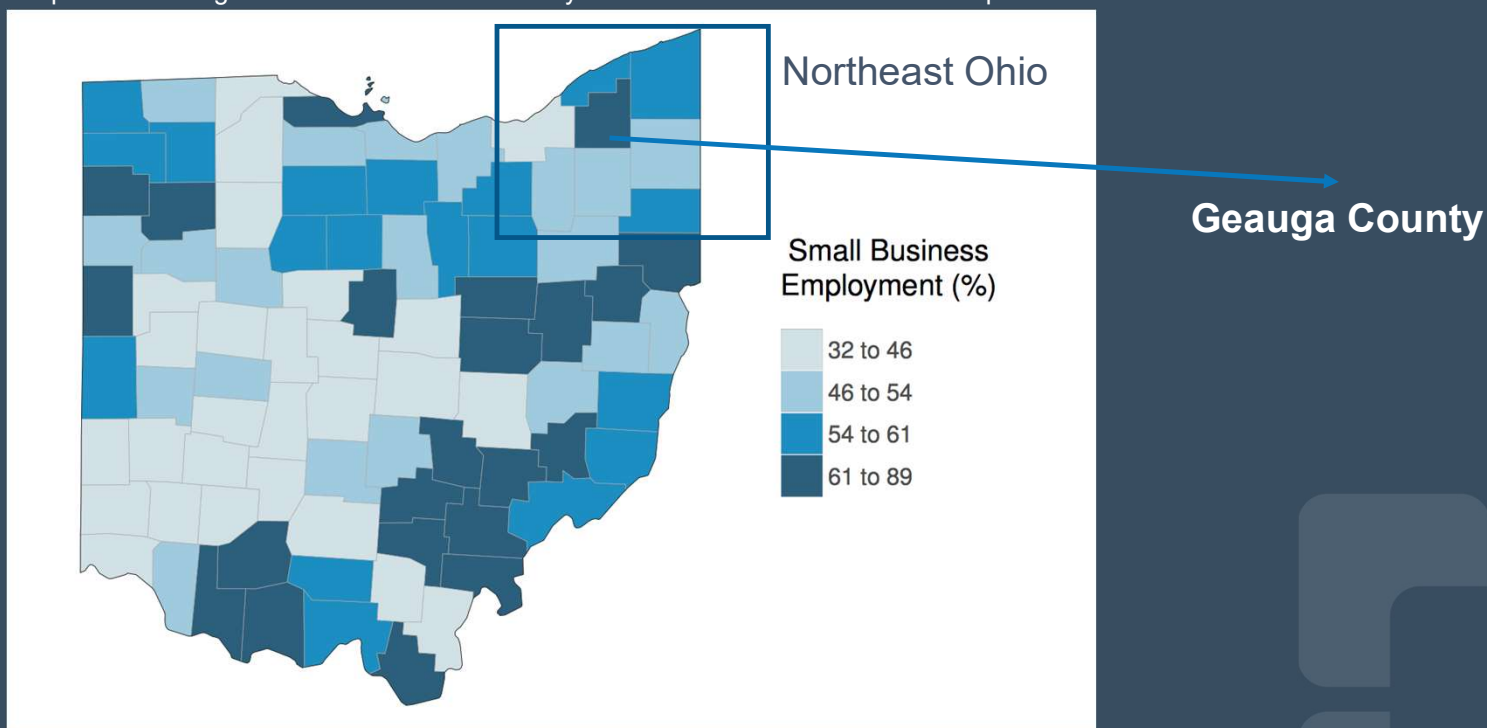 Northeast Ohio
Geauga County
Small Business
Employment (%)
32 to 46
46 to 54
54 to 61
61 to 89